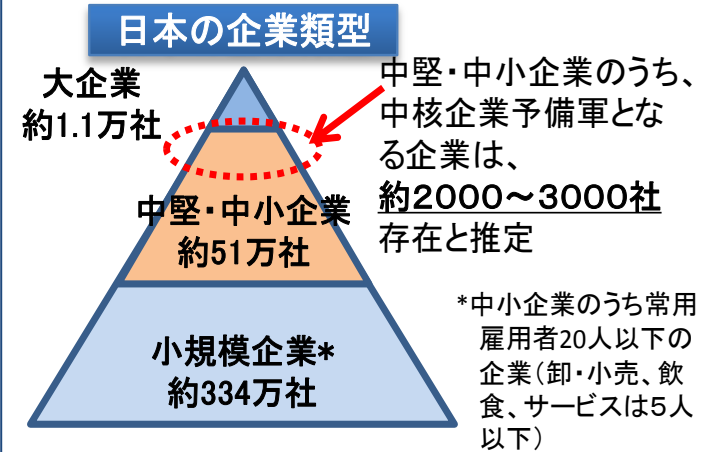 日本の企業類型
大企業
約1.1万社
中堅・中小企業のうち、
中核企業予備軍とな
る企業は、
約2000～3000社
存在と推定
中堅・中小企業
約51万社
小規模企業*
約334万社
*中小企業のうち常用
雇用者20人以下の
企業(卸・小売、飲
食、サービスは５人
以下)